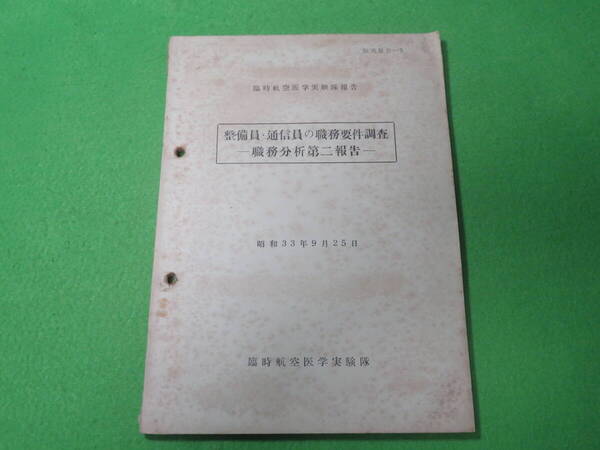 臨時航空医学実験隊報告
整備員・通信員の職務要件調査
―職務分析第二報告―
昭和33年9月25日
臨時航空医学実験隊